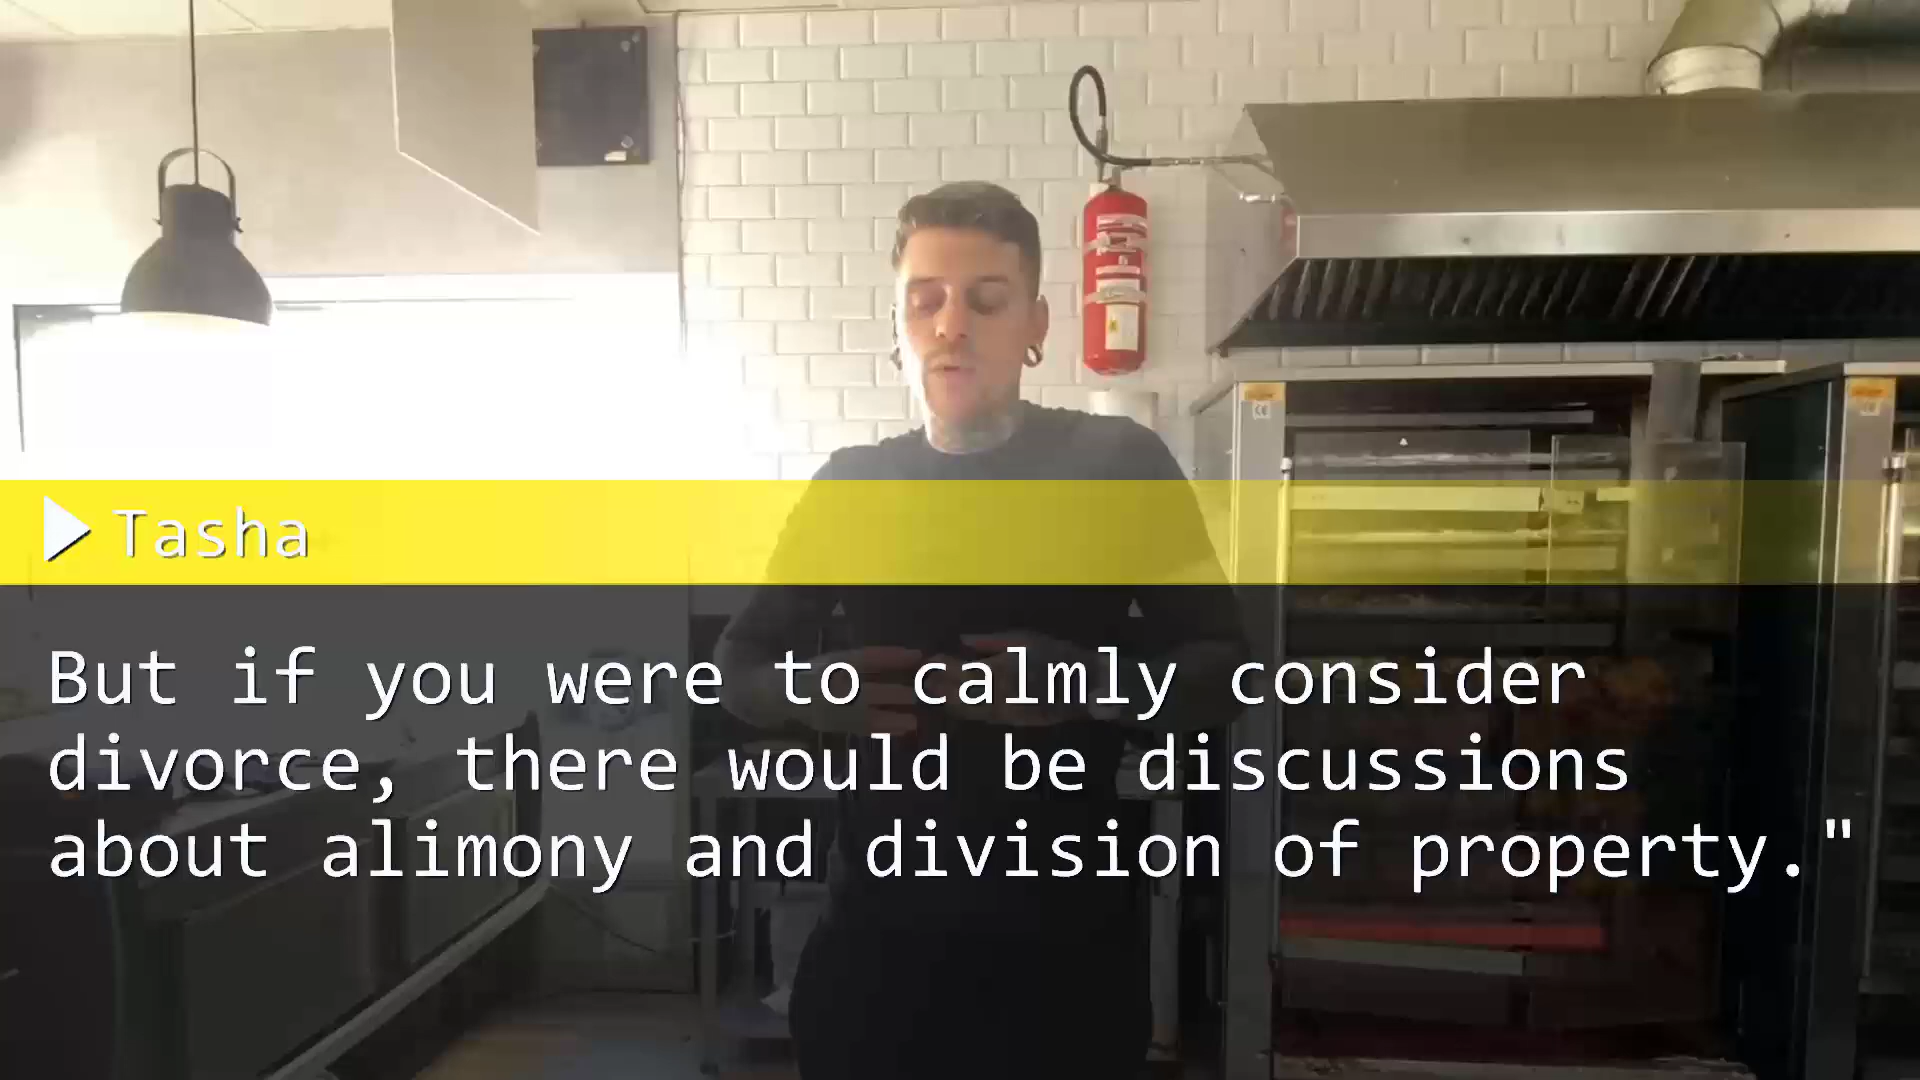 Tasha
But if you were to calmly consider
divorce, there would be discussions
about alimony and division of property."